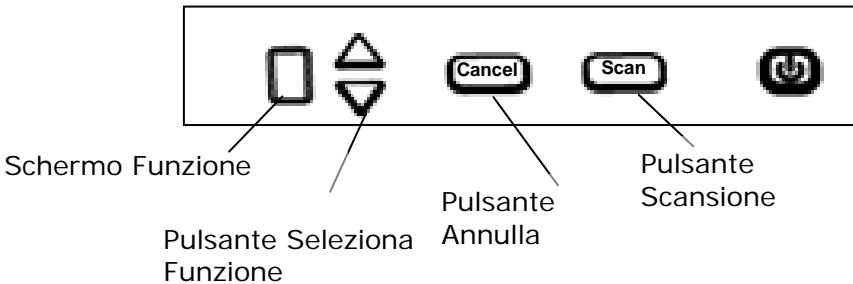 Cancel
Scan
Schermo Funzione
Pulsante Seleziona
Funzione
Pulsante
Annulla
Pulsante
Scansione